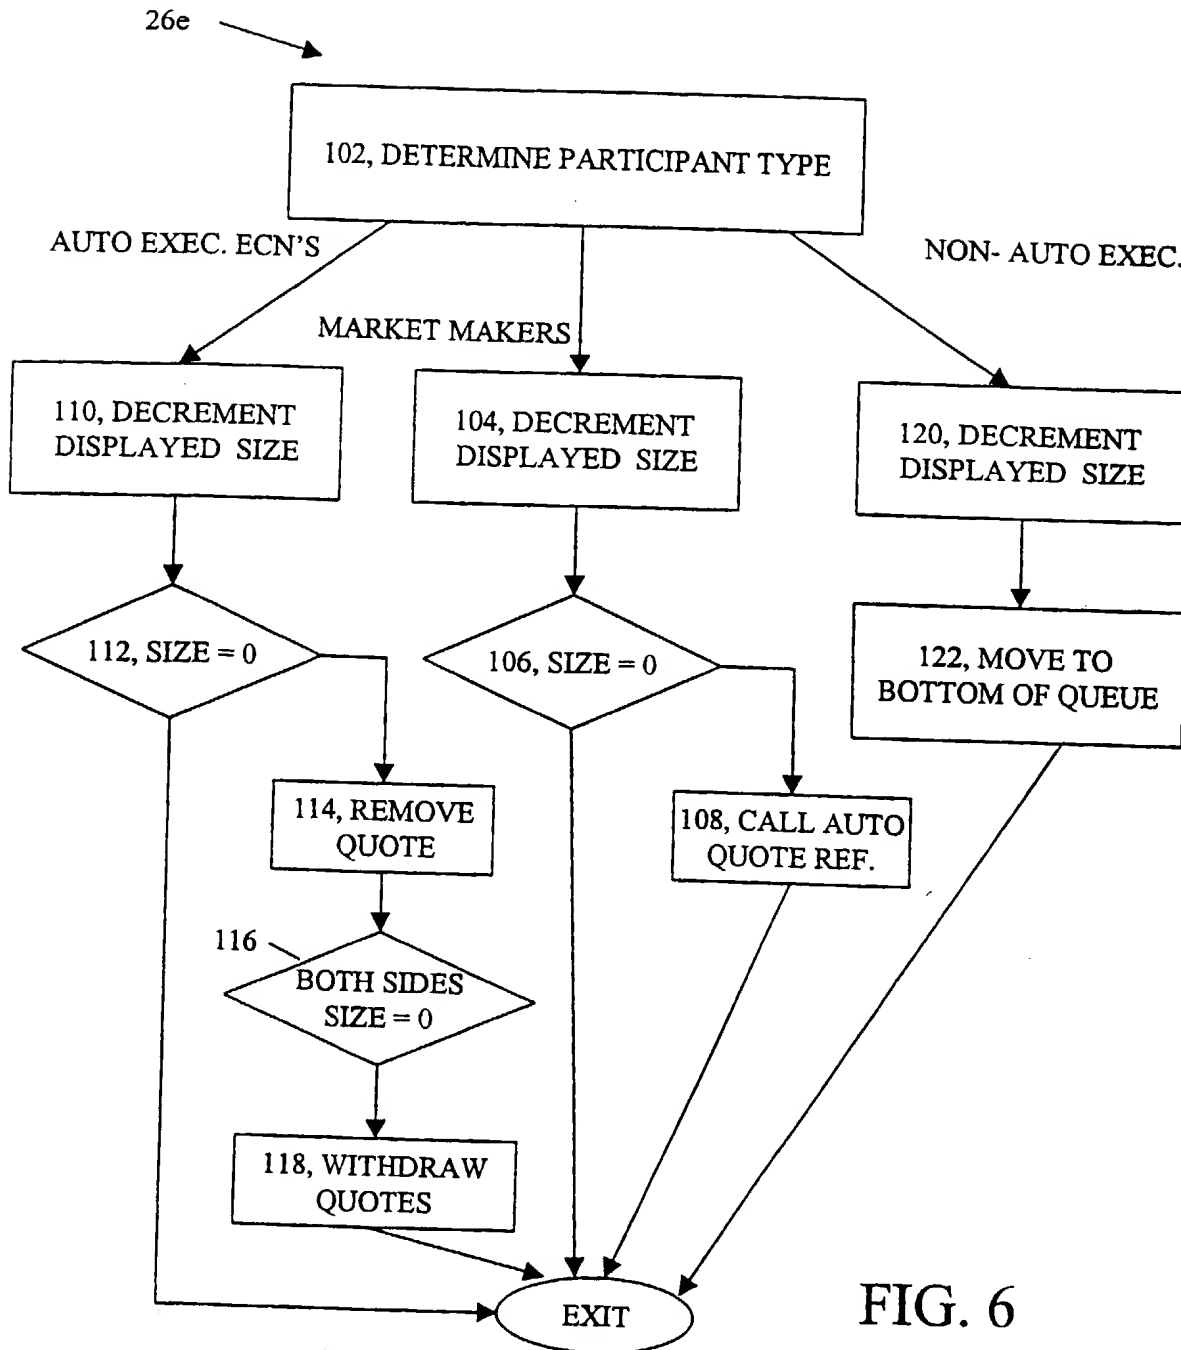 26e
102, DETERMINE PARTICIPANT TYPE
AUTO EXEC. ECN'S
NON- AUTO EXEC.
MARKET MAKERS
110, DECREMENT
DISPLAYED SIZE
104, DECREMENT
DISPLAYED SIZE
120, DECREMENT
DISPLAYED SIZE
112, SIZE = 0
106, SIZE = 0
122, MOVE TO
BOTTOM OF QUEUE
114, REMOVE
QUOTE
108, CALL AUTO
QUOTE REF.
116
BOTH SIDES
SIZE = 0
118, WITHDRAW
QUOTES
EXIT
FIG. 6